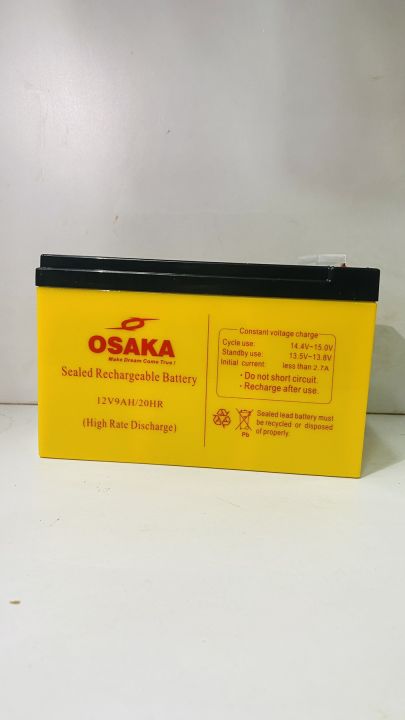 OSAKA
Make Dream Come True !
Sealed Rechargeable Battery
12V9AH/20HR
(High Rate Discharge)
Constant voltage charge
Cycle use: 14.4V~15.0V
Standby use: 13.5V~13.8V
Initial current: less than 2.7A
· Do not short circuit.
· Recharge after use.
Pb
Sealed lead battery must
be recycled or disposed
of properly.